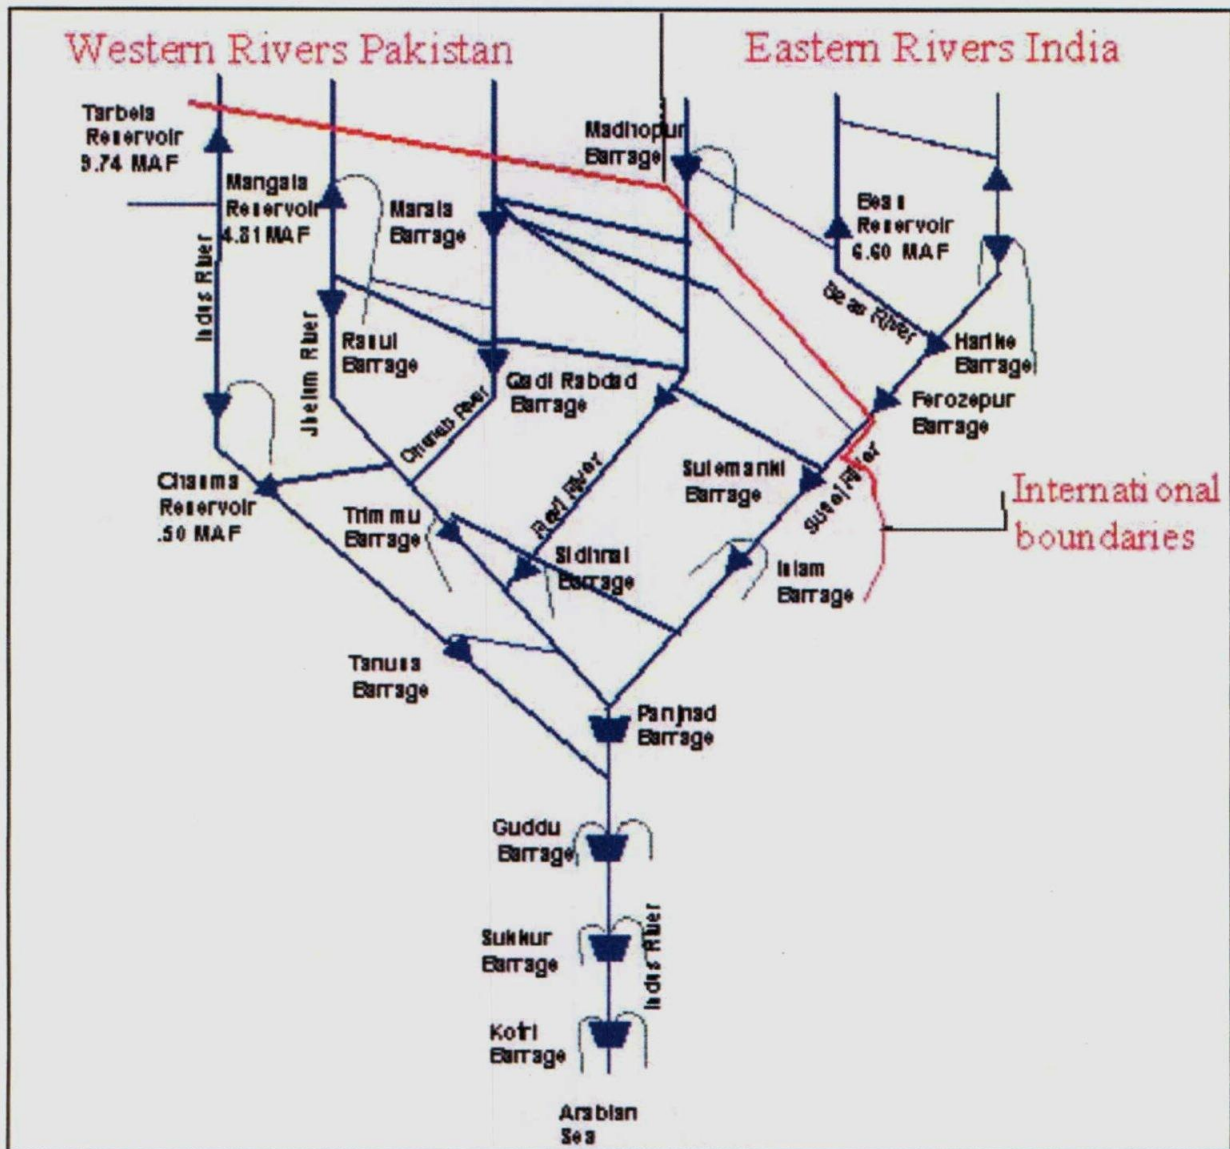 Western Rivers Pakistan
Eastern Rivers India
Tarbela
Reservoir
9.74 MAF
Mangala
Reservoir
4.81 MAF
Marala
Barrage
Madhopur
Barrage
Beas
Reservoir
6.60 MAF
Indus River
Jhelim River
Rasul
Barrage
Qadi Rabdad
Barrage
Chenab River
Beas River
Harike
Barrage
Ferozepur
Barrage
Chasma
Reservoir
.50 MAF
Trimmu
Barrage
Ravi River
Sidhnai
Barrage
Sulemanki
Barrage
Sutej River
Islam
Barrage
International
boundaries
Tanusa
Barrage
Panjnad
Barrage
Guddu
Barrage
Sukkur
Barrage
Indus River
Kotri
Barrage
Arabian
Sea